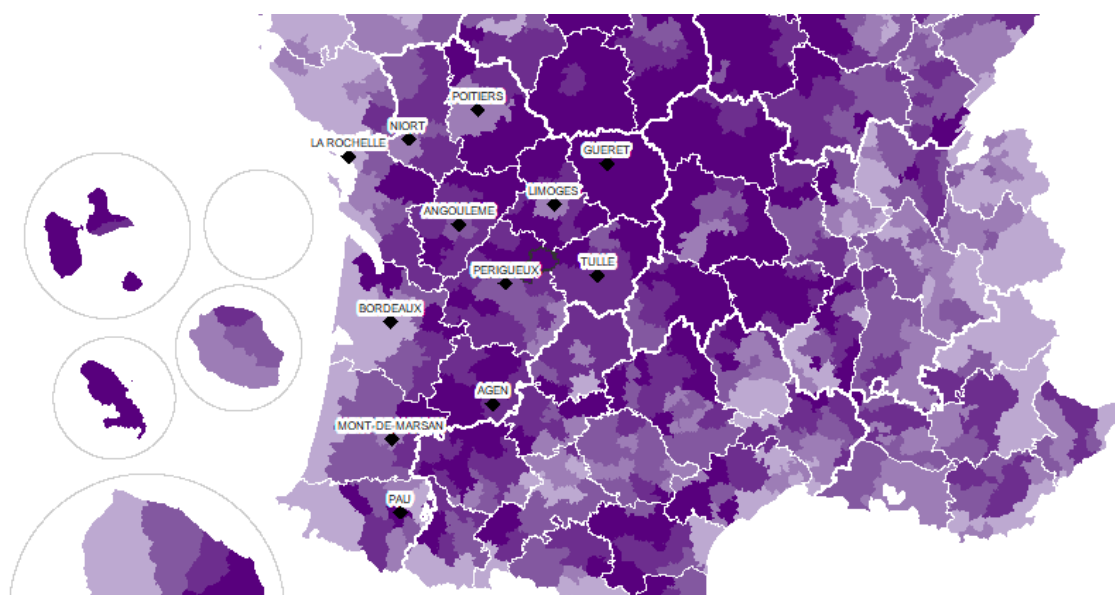 POITIERS
NIORT
LA ROCHELLE
GUERET
LIMOGES
ANGOULEME
TULLE
PERIGUEUX
BORDEAUX
AGEN
MONT-DE-MARSAN
PAU